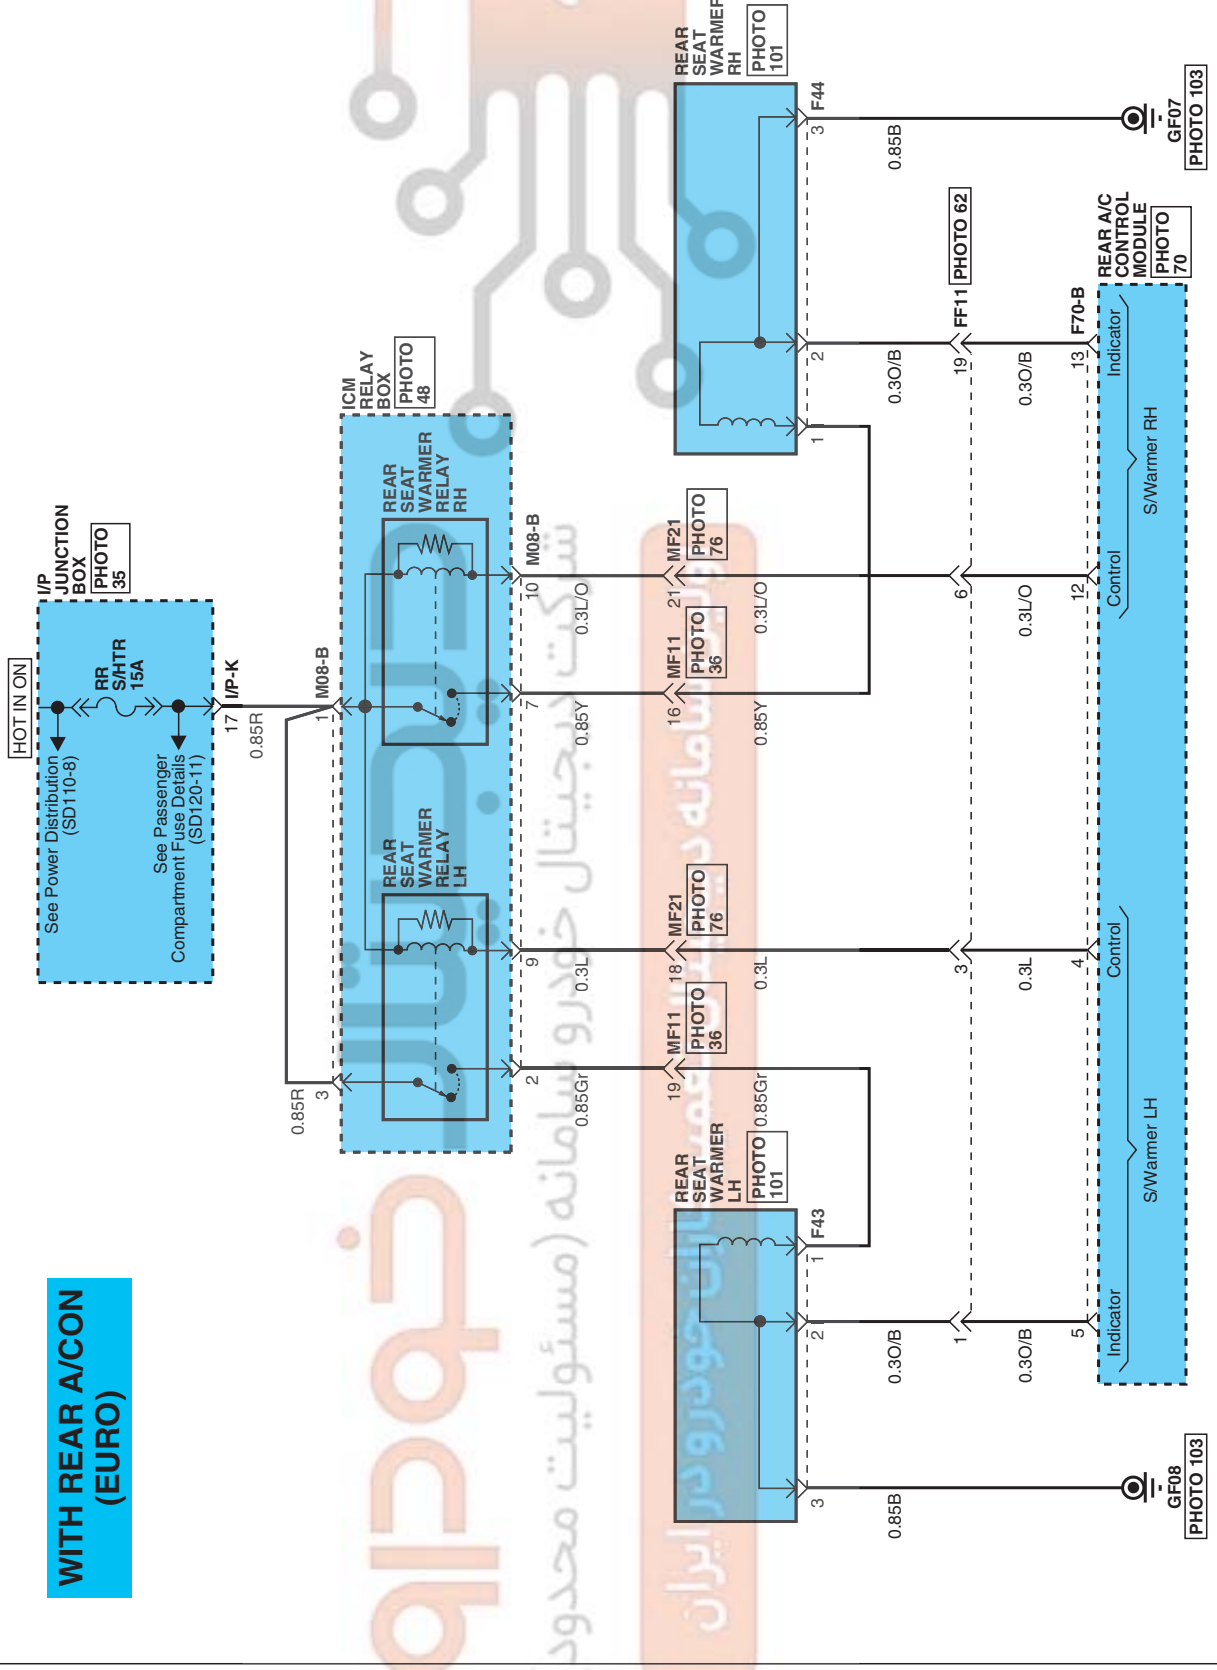 WITH REAR A/CON
(EURO)
HOT IN ON
I/P
JUNCTION
BOX
PHOTO
35
See Power Distribution
(SD110-8)
RR
S/HTR
15A
See Passenger
Compartment Fuse Details
(SD120-11)
17
I/P-K
0.85R
0.85R
3
1
M08-B
ICM
RELAY
BOX
PHOTO
48
REAR
SEAT
WARMER
RELAY
LH
REAR
SEAT
WARMER
RELAY
RH
2
9
7
10
M08-B
0.85Gr
0.3L
0.85Y
0.3L/O
19
MF11
PHOTO
36
18
MF21
PHOTO
76
16
MF11
PHOTO
36
21
MF21
PHOTO
76
0.85Gr
0.3L
0.85Y
0.3L/O
REAR
SEAT
WARMER
LH
PHOTO
101
REAR
SEAT
WARMER
RH
PHOTO
101
3
2
1
F43
1
2
3
F44
0.85B
0.3O/B
0.3O/B
0.85B
1
3
6
19
FF11
PHOTO 62
0.3O/B
0.3L
0.3L/O
0.3O/B
5
4
12
13
F70-B
REAR A/C
CONTROL
MODULE
PHOTO
70
Indicator
Control
Control
Indicator
S/Warmer LH
S/Warmer RH
GF08
PHOTO 103
GF07
PHOTO 103
شرکت دیجیتال خودرو سامانه (مسئولیت محدود